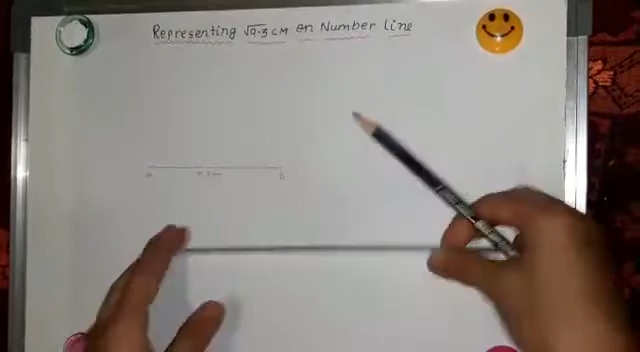 Representing √9.3 cm on Number line